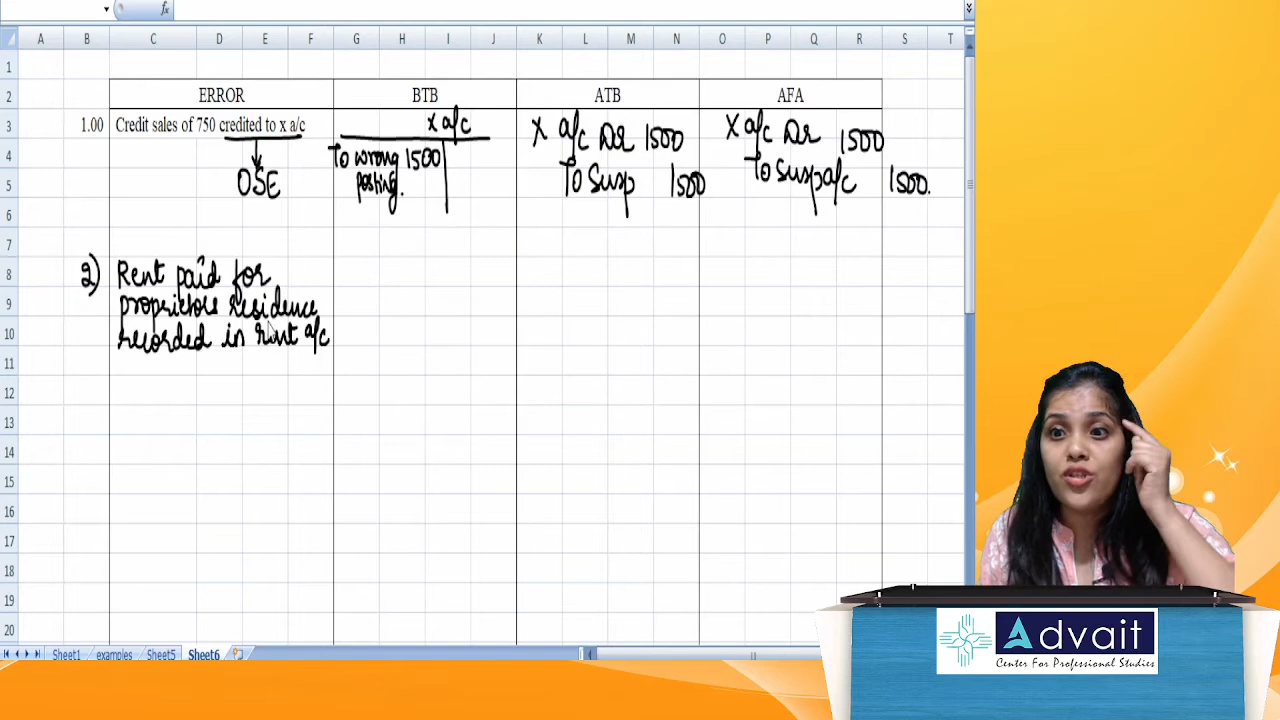 fx
A B C D E F G H I J K L M N O P Q R S T
1
2 ERROR BTB ATB AFA
3 1.00 Credit sales of 750 credited to x a/c
4
5
6
7
8
9
10
11
12
13
14
15
16
17
18
19
20
OSE
x a/c
To wrong 1500
posting.
X a/c Dr 1500
To Susp 1500
X a/c Dr 1500
To Susp a/c 1500.
2) Rent paid for
proprietors residence
recorded in rent a/c
Sheet1 examples Sheet5 Sheet6
Advait
Center For Professional Studies